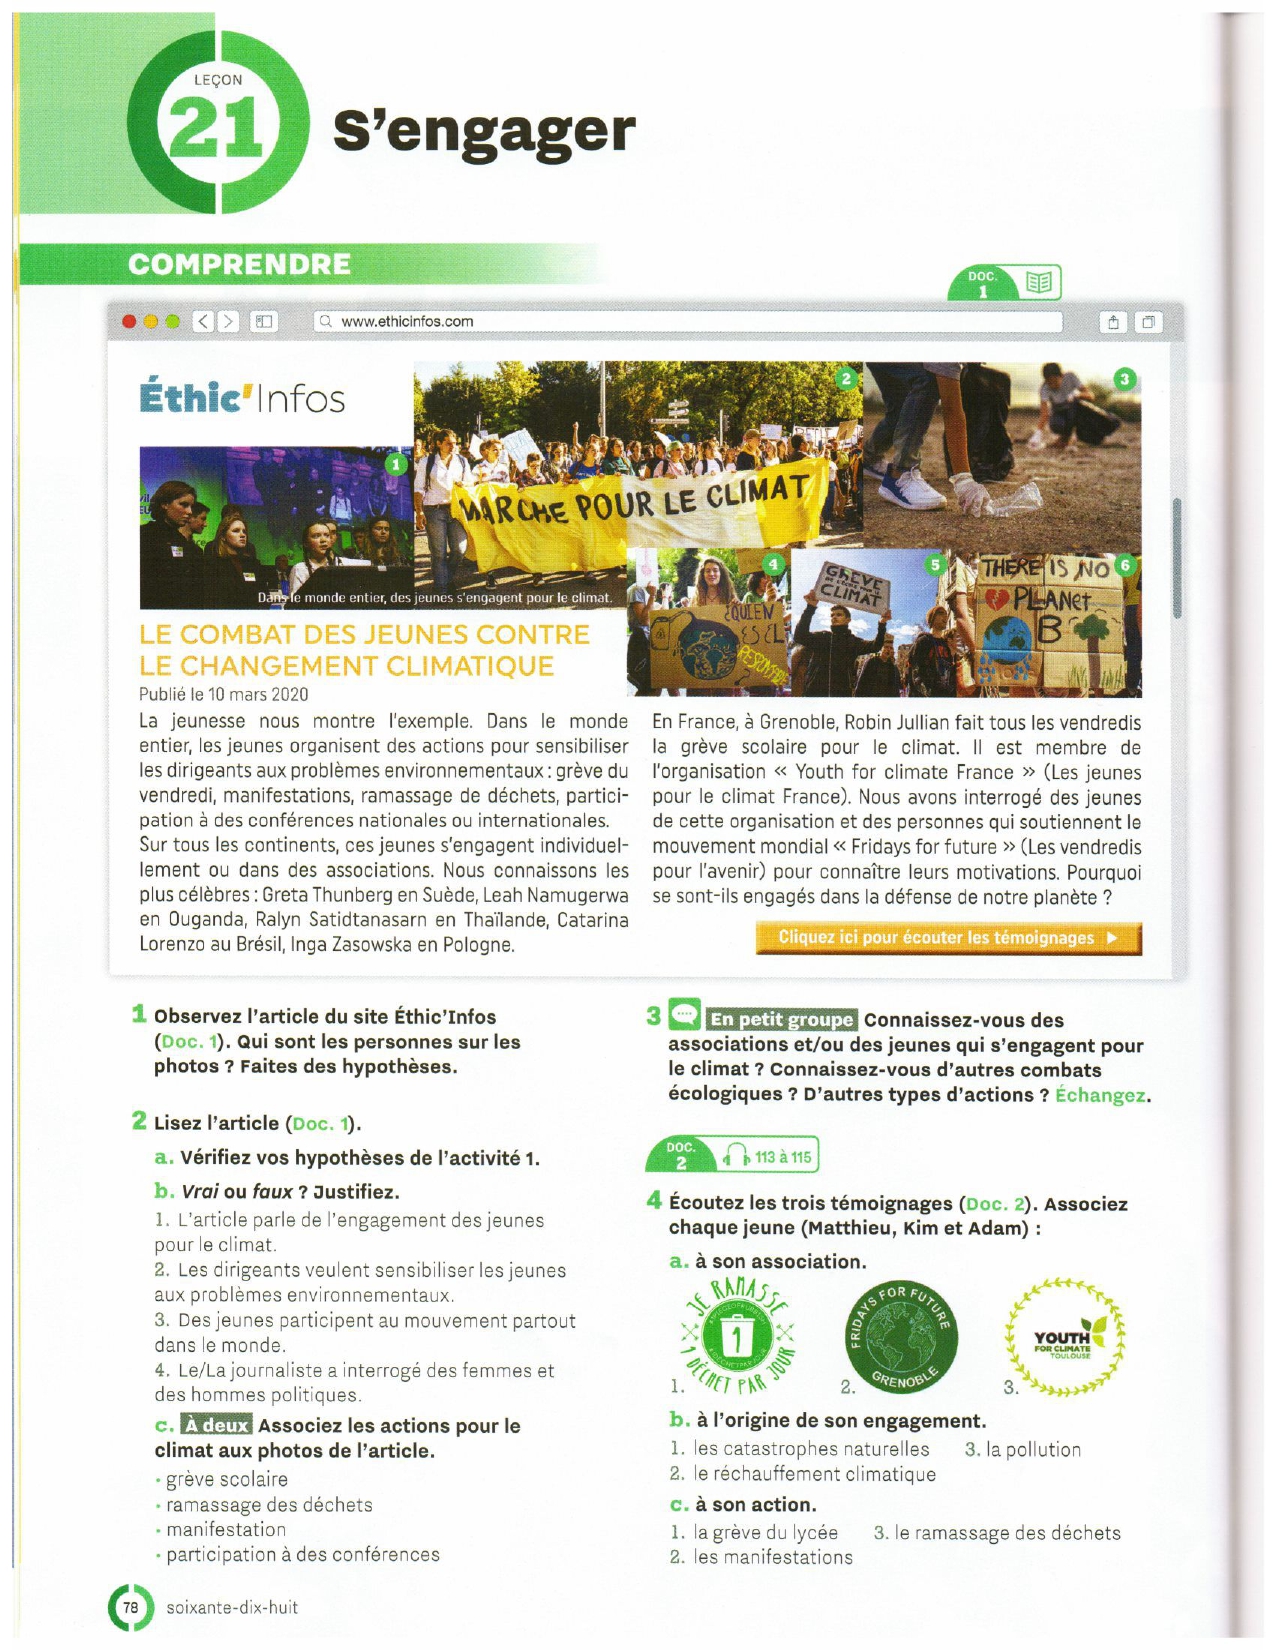 LEÇON
21
S'engager
COMPRENDRE
DOC.
1
www.ethicinfos.com
Éthic'Infos
1
2
3
MARCHE POUR LE CLIMAT
4
5
6
¿QUIEN
ES EL
GRÈVE
CLIMAT
THERE IS NO
PLANET
B
Dans le monde entier, des jeunes s'engagent pour le climat.
LE COMBAT DES JEUNES CONTRE
LE CHANGEMENT CLIMATIQUE
Publié le 10 mars 2020
La jeunesse nous montre l'exemple. Dans le monde
entier, les jeunes organisent des actions pour sensibiliser
les dirigeants aux problèmes environnementaux : grève du
vendredi, manifestations, ramassage de déchets, partici-
pation à des conférences nationales ou internationales.
Sur tous les continents, ces jeunes s'engagent individuel-
lement ou dans des associations. Nous connaissons les
plus célèbres : Greta Thunberg en Suède, Leah Namugerwa
en Ouganda, Ralyn Satidtanasarn en Thaïlande, Catarina
Lorenzo au Brésil, Inga Zasowska en Pologne.
En France, à Grenoble, Robin Jullian fait tous les vendredis
la grève scolaire pour le climat. Il est membre de
l'organisation « Youth for climate France » (Les jeunes
pour le climat France). Nous avons interrogé des jeunes
de cette organisation et des personnes qui soutiennent le
mouvement mondial « Fridays for future » (Les vendredis
pour l'avenir) pour connaître leurs motivations. Pourquoi
se sont-ils engagés dans la défense de notre planète ?
Cliquez ici pour écouter les témoignages
1 Observez l'article du site Éthic'Infos
(Doc. 1). Qui sont les personnes sur les
photos ? Faites des hypothèses.
2 Lisez l'article (Doc. 1).
a. Vérifiez vos hypothèses de l'activité 1.
b. Vrai ou faux ? Justifiez.
1. L'article parle de l'engagement des jeunes
pour le climat.
2. Les dirigeants veulent sensibiliser les jeunes
aux problèmes environnementaux.
3. Des jeunes participent au mouvement partout
dans le monde.
4. Le/La journaliste a interrogé des femmes et
des hommes politiques.
c. À deux Associez les actions pour le
climat aux photos de l'article.
• grève scolaire
• ramassage des déchets
• manifestation
• participation à des conférences
3 En petit groupe Connaissez-vous des
associations et/ou des jeunes qui s'engagent pour
le climat ? Connaissez-vous d'autres combats
écologiques ? D'autres types d'actions ? Échangez.
DOC.
2
113 à 115
4 Écoutez les trois témoignages (Doc. 2). Associez
chaque jeune (Matthieu, Kim et Adam) :
a. à son association.
1.
JE RAMASSE
1
DÉCHET PAR JOUR
2.
FRIDAYS FOR FUTURE
GRENOBLE
3.
YOUTH
FOR CLIMATE
TOULOUSE
b. à l'origine de son engagement.
1. les catastrophes naturelles 3. la pollution
2. le réchauffement climatique
c. à son action.
1. la grève du lycée 3. le ramassage des déchets
2. les manifestations
78 soixante-dix-huit